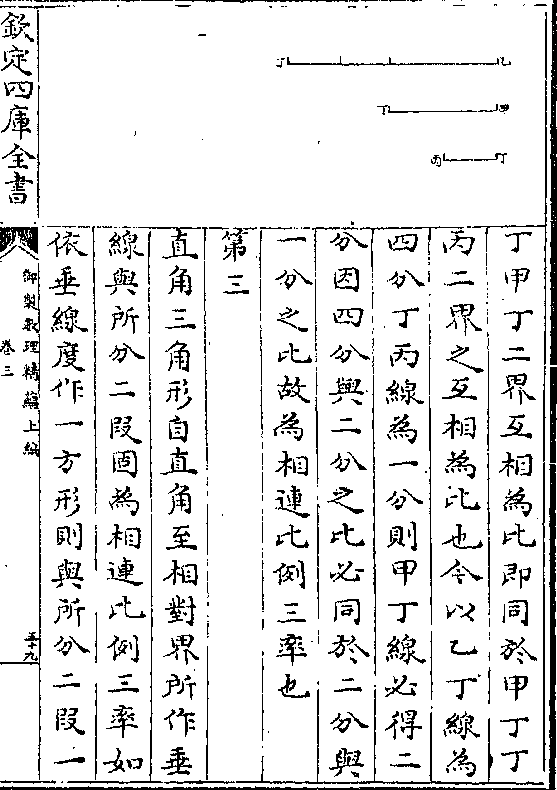 丁甲丁二界互相為比即同於甲丁丁
丙二界之互相為比也今以乙丁線為
四分丁丙線為一分則甲丁線必得二
分因四分與二分之比必同於二分與
一分之比故為相連比例三率也
第三
直角三角形自直角至相對界所作垂
線與所分二段固為相連比例三率如
依垂線度作一方形則與所分二段一
欽定四庫全書
御製數理精蘊上編
卷三
五十九
丁 乙
丁 甲
丙 丁